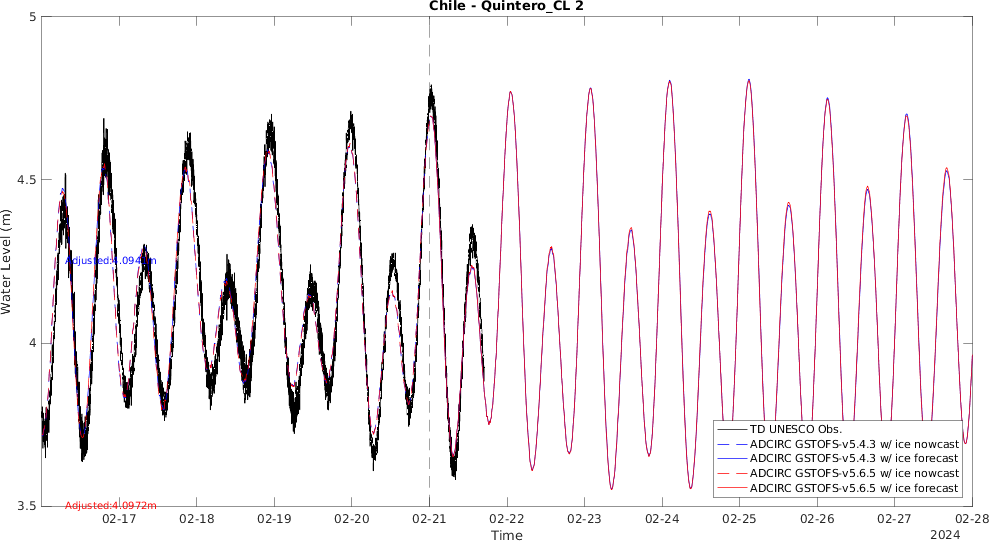 Chile - Quintero_CL 2
Water Level (m)
5
4.5
4
3.5
Adjusted:4.094
Adjusted:4.0972m
TD UNESCO Obs.
ADCIRC GSTOFS-v5.4.3 w/ ice nowcast
ADCIRC GSTOFS-v5.4.3 w/ ice forecast
ADCIRC GSTOFS-v5.6.5 w/ ice nowcast
ADCIRC GSTOFS-v5.6.5 w/ ice forecast
02-17 02-18 02-19 02-20 02-21 02-22 02-23 02-24 02-25 02-26 02-27 02-28
Time
2024